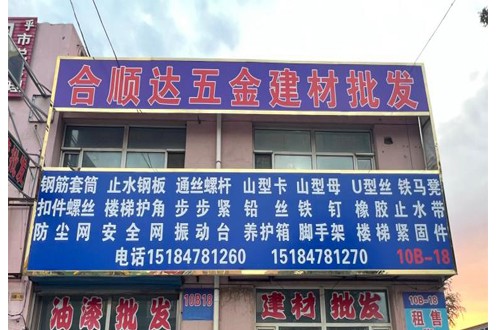 合顺达五金建材批发
钢筋套筒 止水钢板 通丝螺杆 山型卡 山型母 U型丝 铁马凳
扣件螺丝 楼梯护角 步步紧 铅丝 铁钉 橡胶止水带
防尘网 安全网 振动台 养护箱 脚手架 楼梯紧固件
电话15184781260 15184781270 10B-18
油漆批发 10B18 建材批发 10B-18
租售